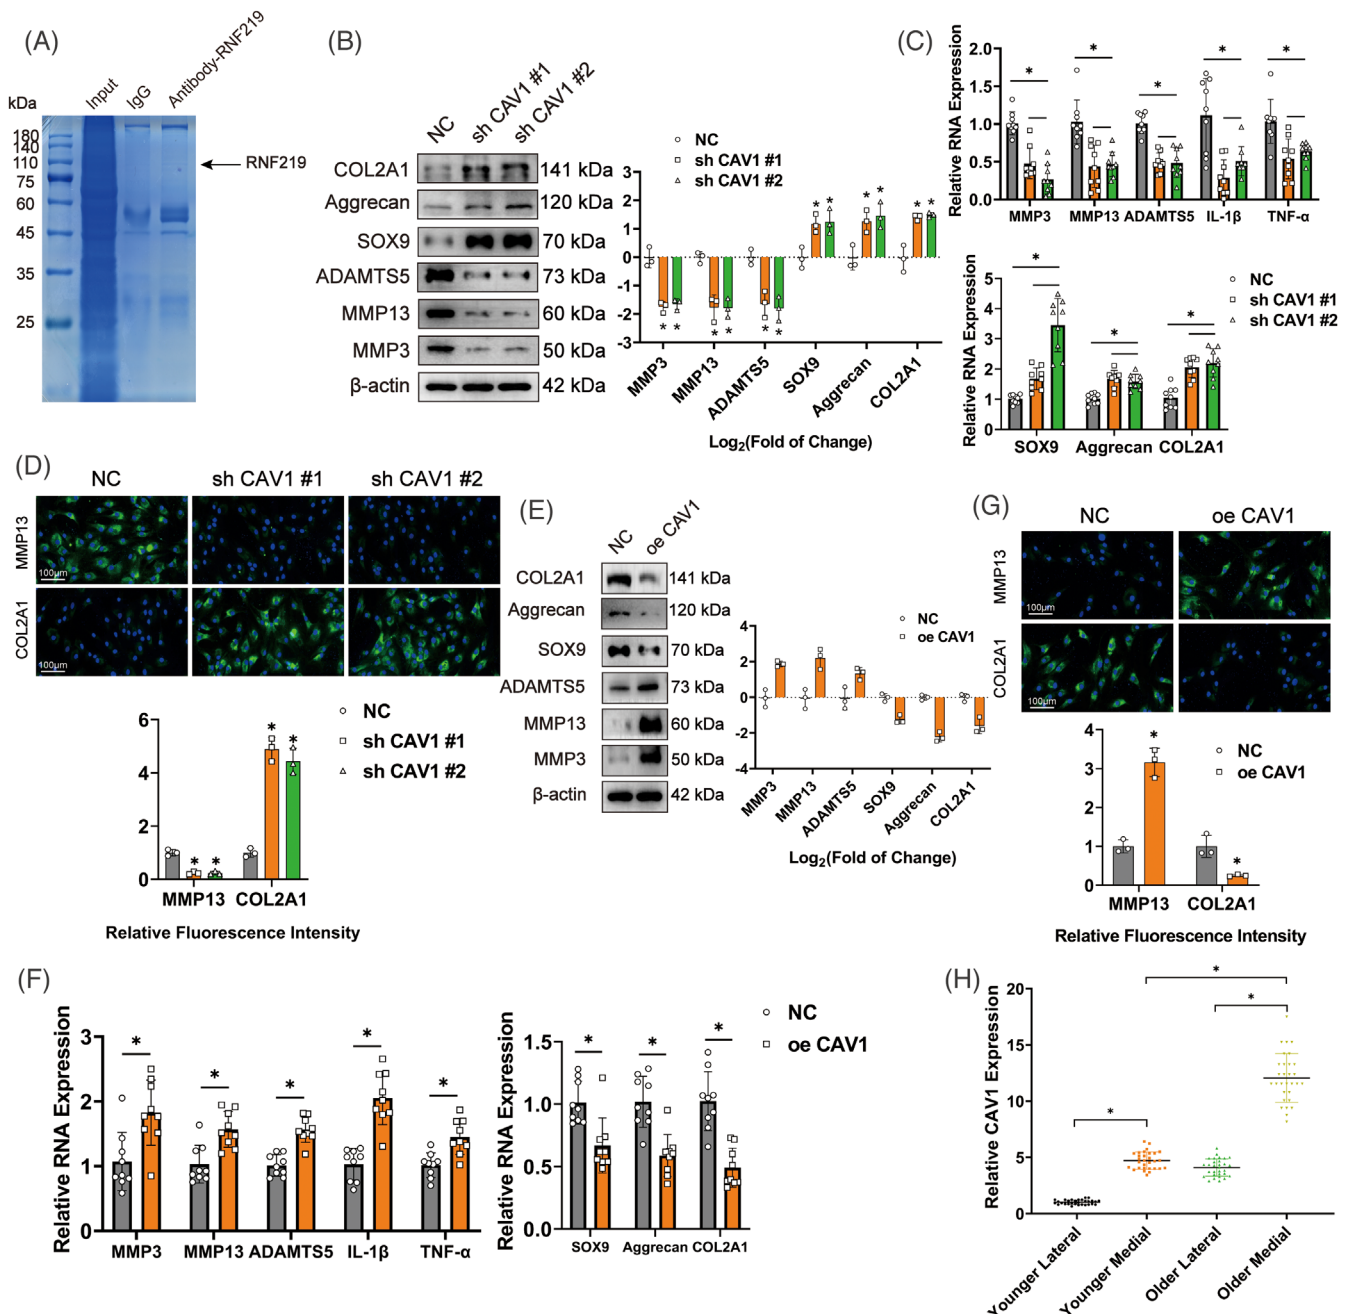 (A)
kDa
Input
IgG
Antibody-RNF219
180
140
110
75
60
45
35
25
RNF219
(B)
NC
sh CAV1 #1
sh CAV1 #2
COL2A1 141 kDa
Aggrecan 120 kDa
SOX9 70 kDa
ADAMTS5 73 kDa
MMP13 60 kDa
MMP3 50 kDa
β-actin 42 kDa
NC
sh CAV1 #1
sh CAV1 #2
3
2
1
0
-1
-2
-3
* * * * * *
* * * * * *
MMP3
MMP13
ADAMTS5
SOX9
Aggrecan
COL2A1
Log2(Fold of Change)
(C)
Relative RNA Expression
2.0
1.5
1.0
0.5
0.0
* * * * *
MMP3 MMP13 ADAMTS5 IL-1β TNF-α
Relative RNA Expression
5
4
3
2
1
0
* * *
SOX9 Aggrecan COL2A1
NC
sh CAV1 #1
sh CAV1 #2
(D)
NC sh CAV1 #1 sh CAV1 #2
MMP13
100μm
COL2A1
100μm
6
4
2
0
* * * *
NC
sh CAV1 #1
sh CAV1 #2
MMP13 COL2A1
Relative Fluorescence Intensity
(E)
NC
oe CAV1
COL2A1 141 kDa
Aggrecan 120 kDa
SOX9 70 kDa
ADAMTS5 73 kDa
MMP13 60 kDa
MMP3 50 kDa
β-actin 42 kDa
NC
oe CAV1
4
2
0
-2
-4
MMP3
MMP13
ADAMTS5
SOX9
Aggrecan
COL2A1
Log2(Fold of Change)
(G)
NC oe CAV1
MMP13
100μm
COL2A1
100μm
4
3
2
1
0
* *
NC
oe CAV1
MMP13 COL2A1
Relative Fluorescence Intensity
(F)
Relative RNA Expression
3
2
1
0
* * * * *
MMP3 MMP13 ADAMTS5 IL-1β TNF-α
Relative RNA Expression
1.5
1.0
0.5
0.0
* * *
SOX9 Aggrecan COL2A1
NC
oe CAV1
(H)
Relative CAV1 Expression
20
15
10
5
0
* * *
Younger Lateral
Younger Medial
Older Lateral
Older Medial